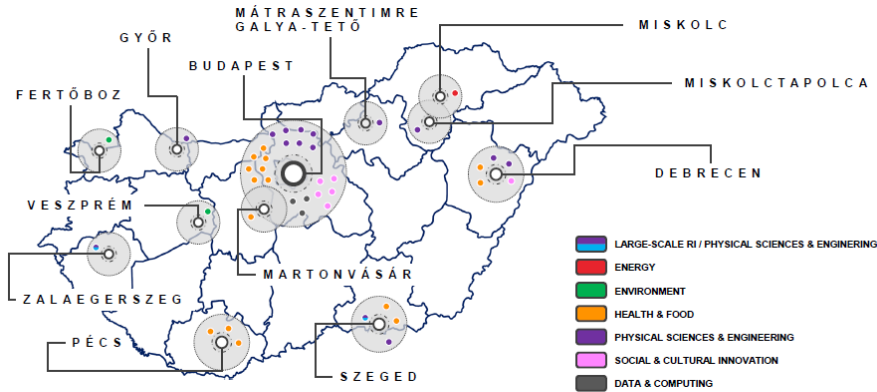 MÁTRASZENTIMRE
GALYA-TETŐ
MISKOLC
GYŐR
BUDAPEST
FERTŐBOZ
MISKOLCTAPOLCA
DEBRECEN
VESZPRÉM
MARTONVÁSÁR
ZALAEGERSZEG
PÉCS
SZEGED
LARGE-SCALE RI / PHYSICAL SCIENCES & ENGINERING
ENERGY
ENVIRONMENT
HEALTH & FOOD
PHYSICAL SCIENCES & ENGINEERING
SOCIAL & CULTURAL INNOVATION
DATA & COMPUTING